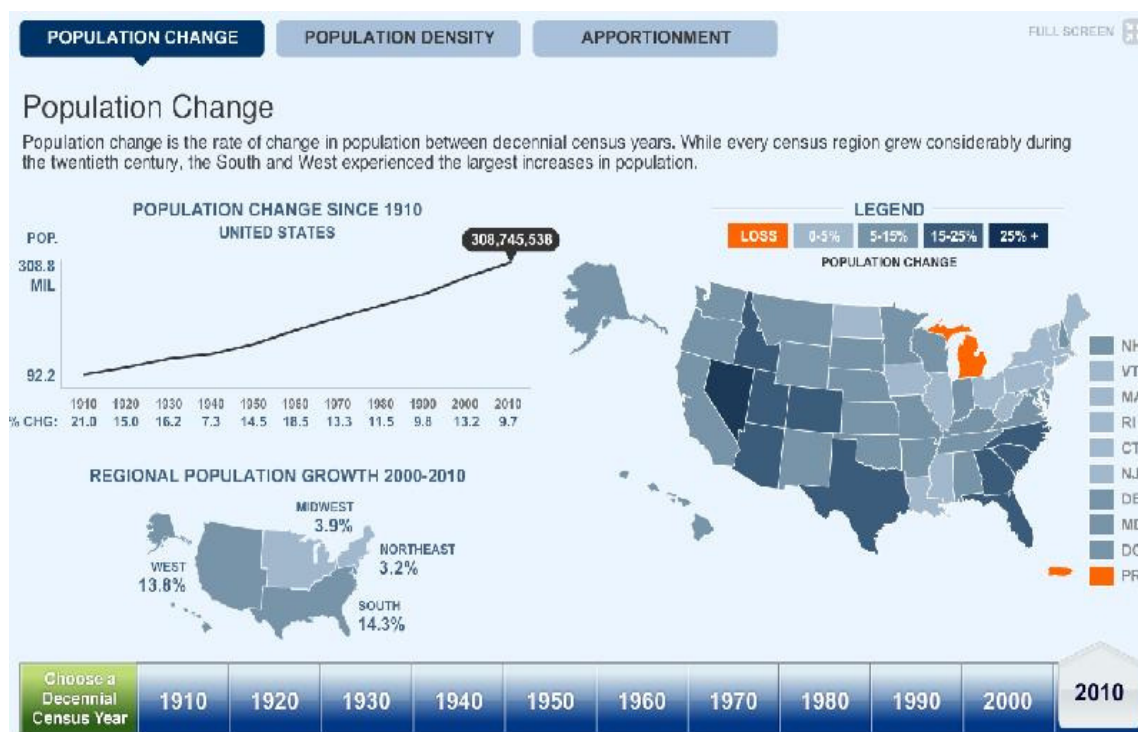 POPULATION CHANGE
POPULATION DENSITY
APPORTIONMENT
FULL SCREEN
Population Change
Population change is the rate of change in population between decennial census years. While every census region grew considerably during
the twentieth century, the South and West experienced the largest increases in population.
POPULATION CHANGE SINCE 1910
UNITED STATES
POP.
308.8
MIL
92.2
308,745,538
1910 1920 1930 1940 1950 1960 1970 1980 1990 2000 2010
% CHG: 21.0 15.0 16.2 7.3 14.5 18.5 13.3 11.5 9.8 13.2 9.7
LEGEND
LOSS 0-5% 5-15% 15-25% 25% +
POPULATION CHANGE
NH
VT
MA
RI
CT
NJ
DE
MD
DC
PR
REGIONAL POPULATION GROWTH 2000-2010
MIDWEST
3.9%
NORTHEAST
3.2%
WEST
13.8%
SOUTH
14.3%
Choose a
Decennial
Census Year
1910 1920 1930 1940 1950 1960 1970 1980 1990 2000 2010